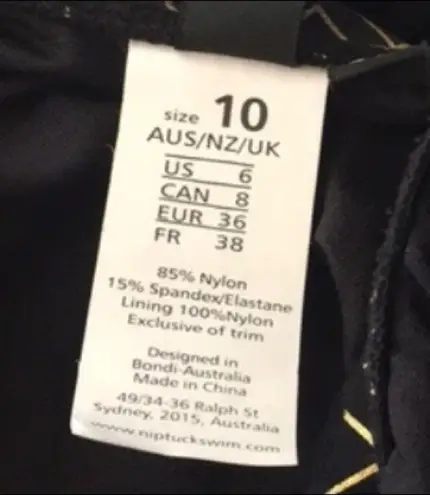 size 10
AUS/NZ/UK
US 6
CAN 8
EUR 36
FR 38
85% Nylon
15% Spandex/Elastane
Lining 100%Nylon
Exclusive of trim
Designed in
Bondi-Australia
Made in China
49/34-36 Ralph St
Sydney, 2015, Australia
www.niptuckswim.com